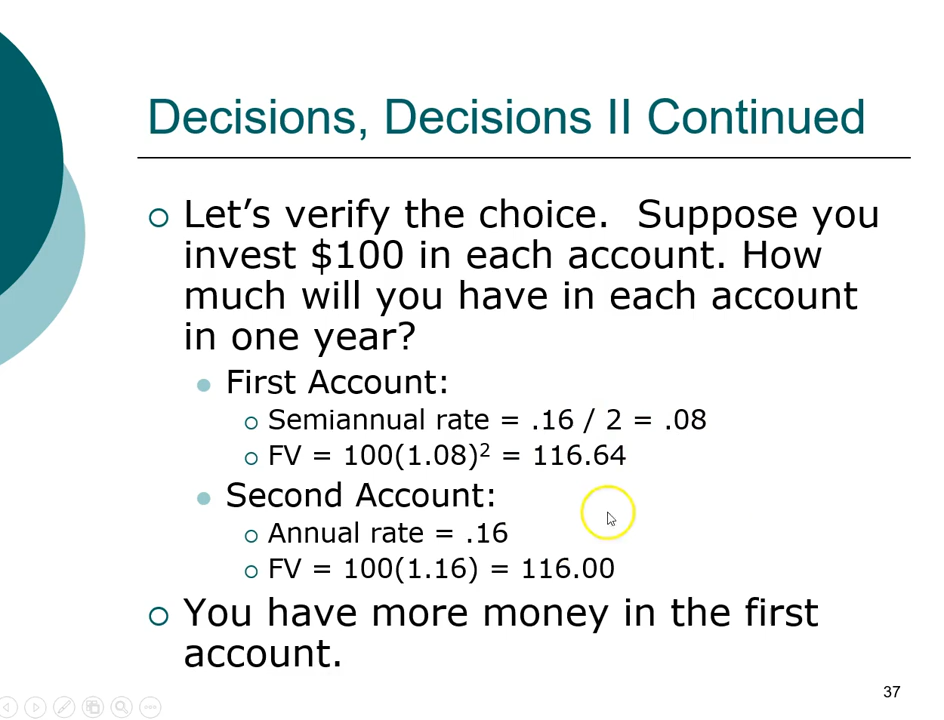 Decisions, Decisions II Continued
Let’s verify the choice.  Suppose you
invest $100 in each account. How
much will you have in each account
in one year?
First Account:
Semiannual rate = .16 / 2 = .08
FV = 100(1.08)² = 116.64
Second Account:
Annual rate = .16
FV = 100(1.16) = 116.00
You have more money in the first
account.
37